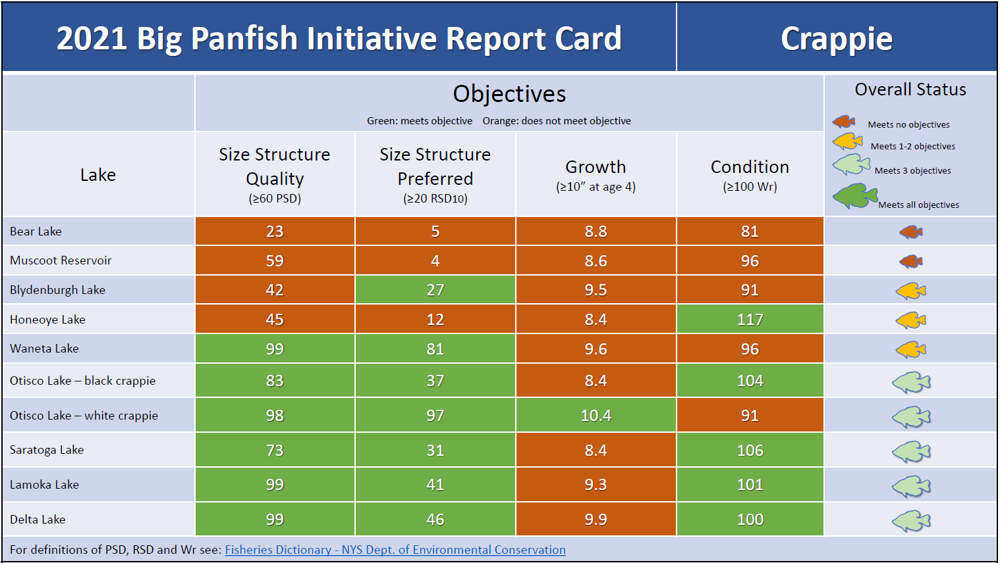 2021 Big Panfish Initiative Report Card
Crappie
Objectives
Green: meets objective Orange: does not meet objective
Overall Status
Meets no objectives
Meets 1-2 objectives
Meets 3 objectives
Meets all objectives
Lake
Size Structure
Quality
(≥60 PSD)
Size Structure
Preferred
(≥20 RSD10)
Growth
(≥10” at age 4)
Condition
(≥100 Wr)
Bear Lake 23 5 8.8 81
Muscoot Reservoir 59 4 8.6 96
Blydenburgh Lake 42 27 9.5 91
Honeoye Lake 45 12 8.4 117
Waneta Lake 99 81 9.6 96
Otisco Lake – black crappie 83 37 8.4 104
Otisco Lake – white crappie 98 97 10.4 91
Saratoga Lake 73 31 8.4 106
Lamoka Lake 99 41 9.3 101
Delta Lake 99 46 9.9 100
For definitions of PSD, RSD and Wr see: Fisheries Dictionary - NYS Dept. of Environmental Conservation